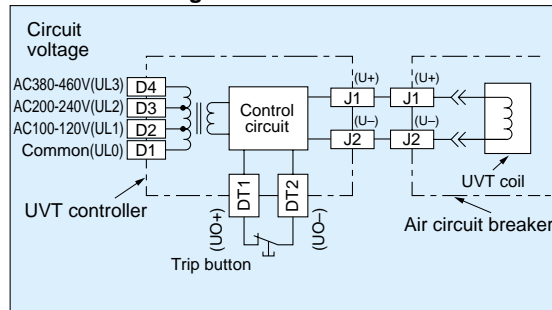 Circuit
voltage
AC380-460V(UL3) D4
AC200-240V(UL2) D3
AC100-120V(UL1) D2
Common(UL0) D1
Control
circuit
(U+) (U+)
J1 J1
(U–) (U–)
J2 J2
UVT coil
UVT controller
DT1 DT2
(UO+) (UO–)
Air circuit breaker
Trip button